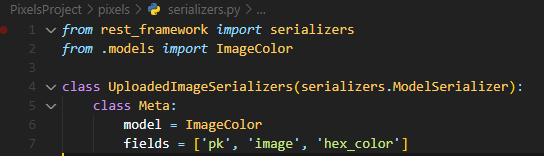 PixelsProject > pixels > serializers.py > ...
1 from rest_framework import serializers
2 from .models import ImageColor
3
4 class UploadedImageSerializers(serializers.ModelSerializer):
5 class Meta:
6 model = ImageColor
7 fields = ['pk', 'image', 'hex_color']